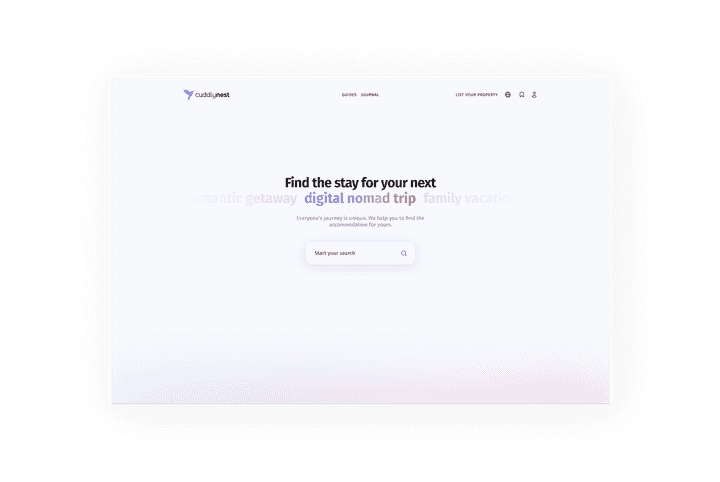 cuddlynest
GUIDES JOURNAL
LIST YOUR PROPERTY
Find the stay for your next
mantic getaway digital nomad trip family vacation
Everyone's journey is unique. We help you to find the
accommodation for yours.
Start your search